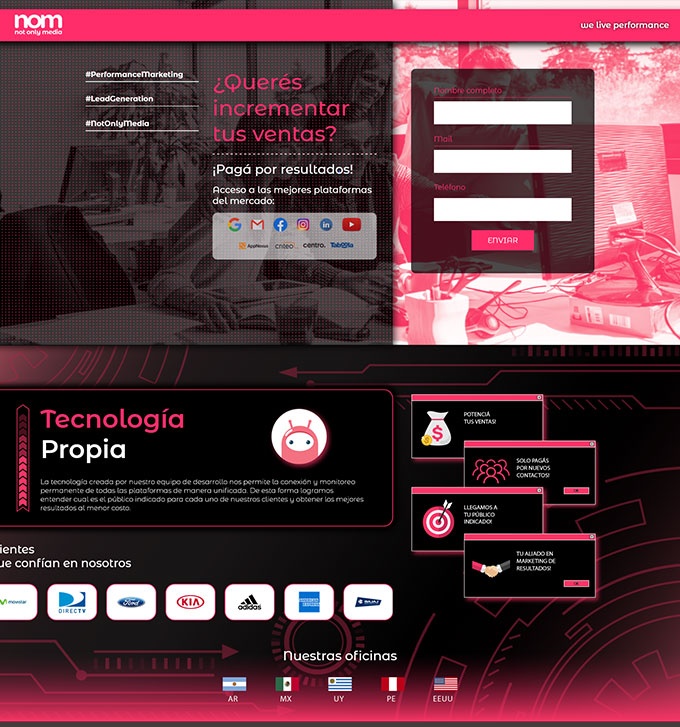 nom
not only media
we live performance
#PerformanceMarketing
#LeadGeneration
#NotOnlyMedia
¿Querés
incrementar
tus ventas?
¡Pagá por resultados!
Acceso a las mejores plataformas
del mercado:
AppNexus criteo centro. Taboola
Nombre completo
Mail
Teléfono
ENVIAR
Tecnología
Propia
La tecnología creada por nuestro equipo de desarrollo nos permite la conexión y monitoreo
permanente de todas las plataformas de manera unificada. De esta forma logramos
entender cual es el público indicado para cada uno de nuestros clientes y obtener los mejores
resultados al menor costo.
POTENCIÁ
TUS VENTAS!
SOLO PAGÁS
POR NUEVOS
CONTACTOS!
OK
LLEGAMOS A
TU PÚBLICO
INDICADO!
TU ALIADO EN
MARKETING DE
RESULTADOS!
OK
ientes
ue confían en nosotros
movistar
DIRECTV
Ford
KIA
adidas
AMERICAN EXPRESS
BAJAJ
Nuestras oficinas
AR MX UY PE EEUU